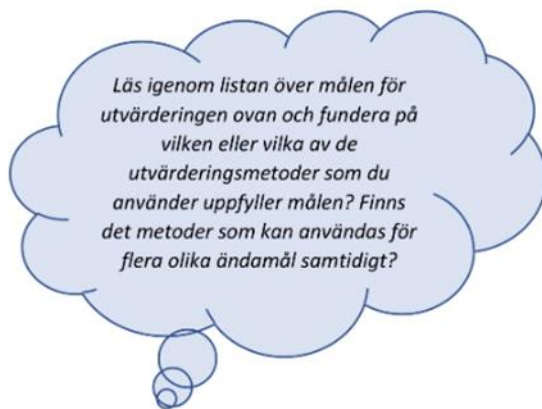 Läs igenom listan över målen för
utvärderingen ovan och fundera på
vilken eller vilka av de
utvärderingsmetoder som du
använder uppfyller målen? Finns
det metoder som kan användas för
flera olika ändamål samtidigt?